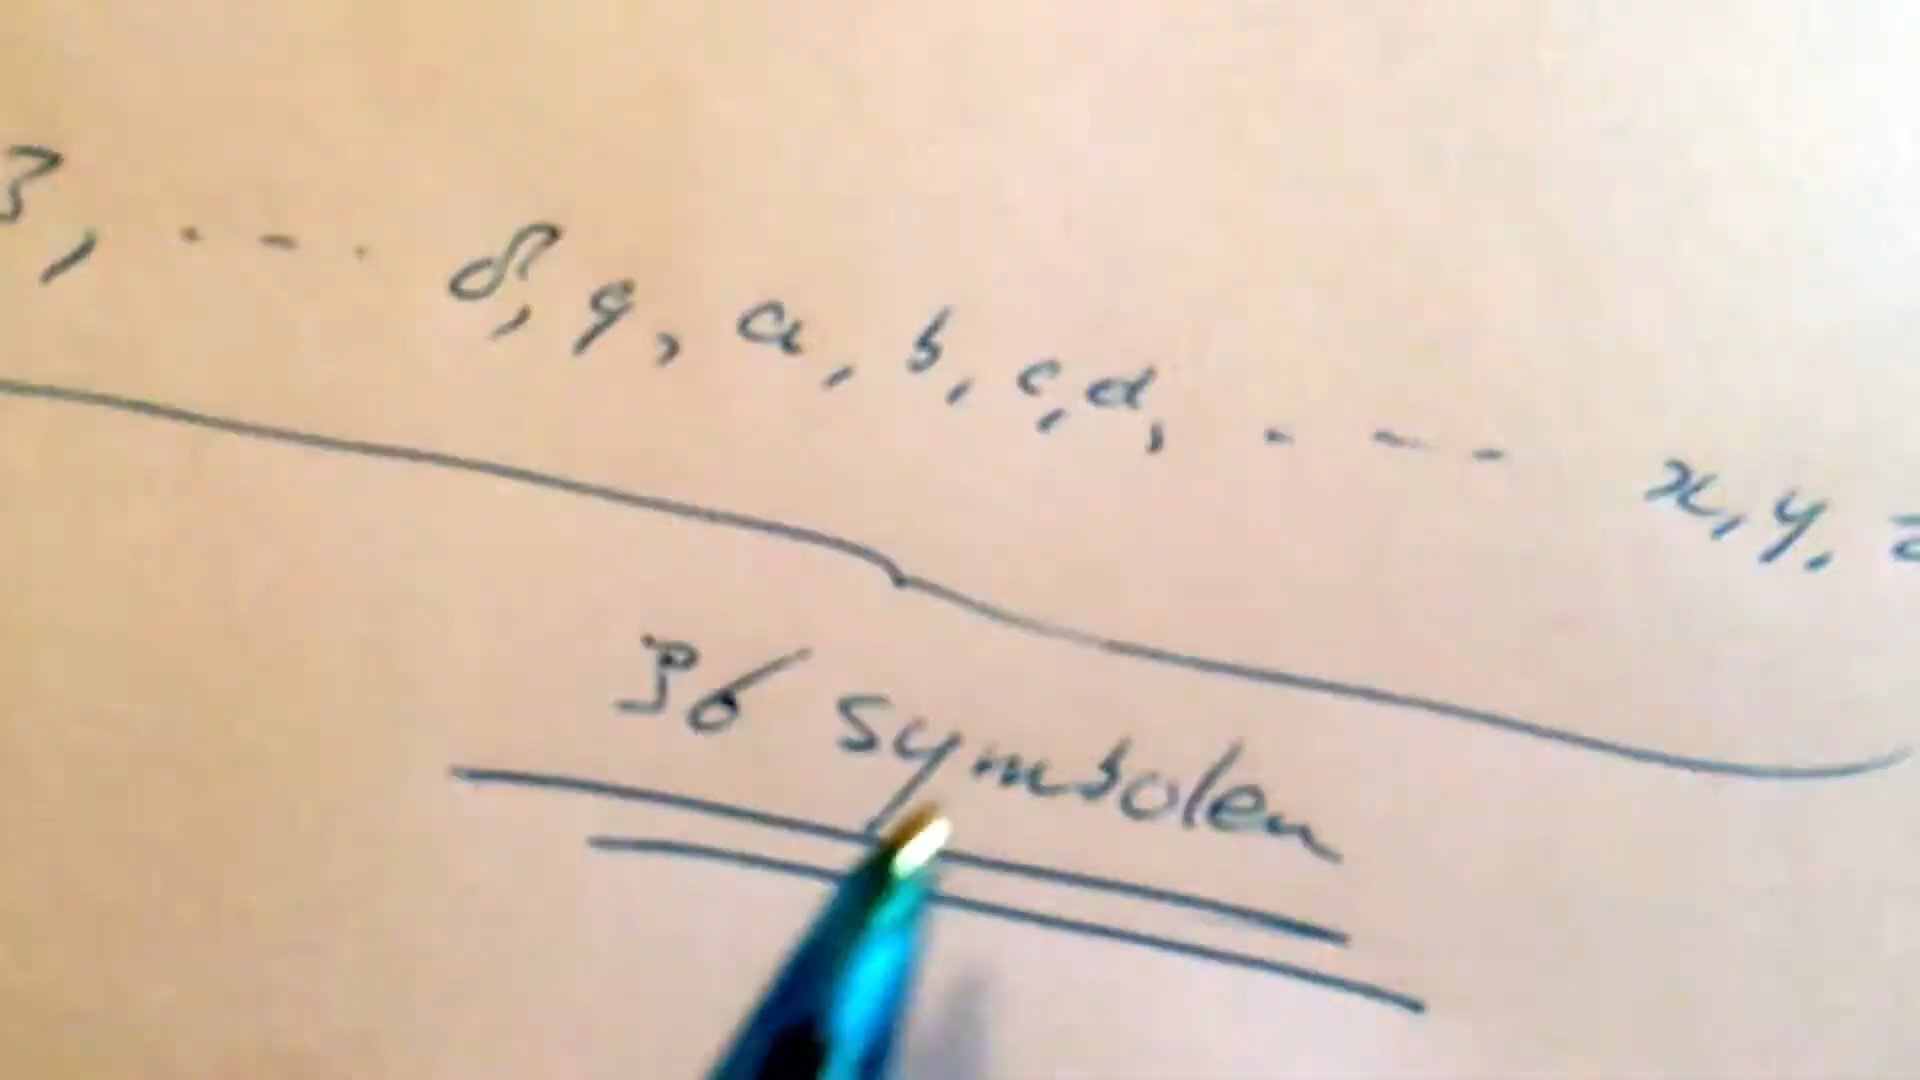 3, ... 8, 9, a, b, c, d, .... x, y, z
36 symbolen